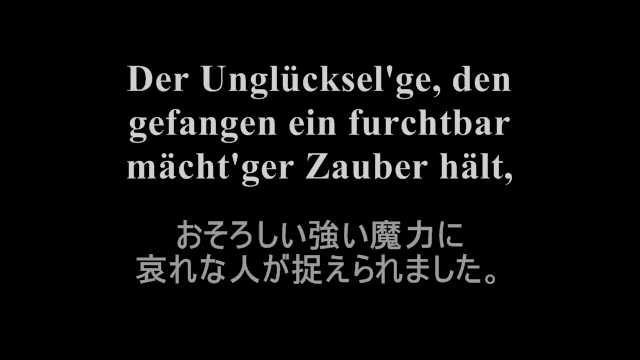 Der Unglücksel'ge, den
gefangen ein furchtbar
mächt'ger Zauber hält,
おそろしい強い魔力に
哀れな人が捉えられました。